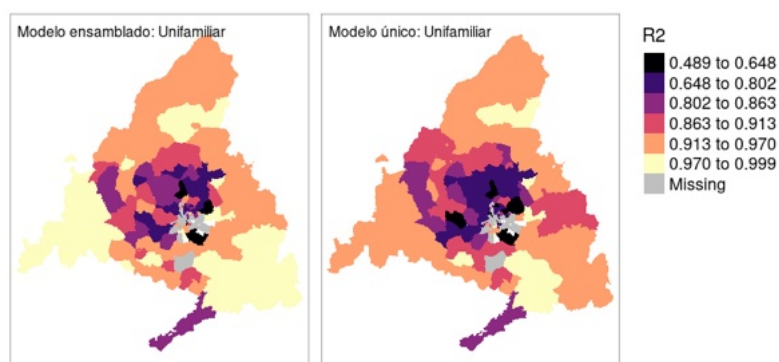 Modelo ensamblado: Unifamiliar
Modelo único: Unifamiliar
R2
0.489 to 0.648
0.648 to 0.802
0.802 to 0.863
0.863 to 0.913
0.913 to 0.970
0.970 to 0.999
Missing